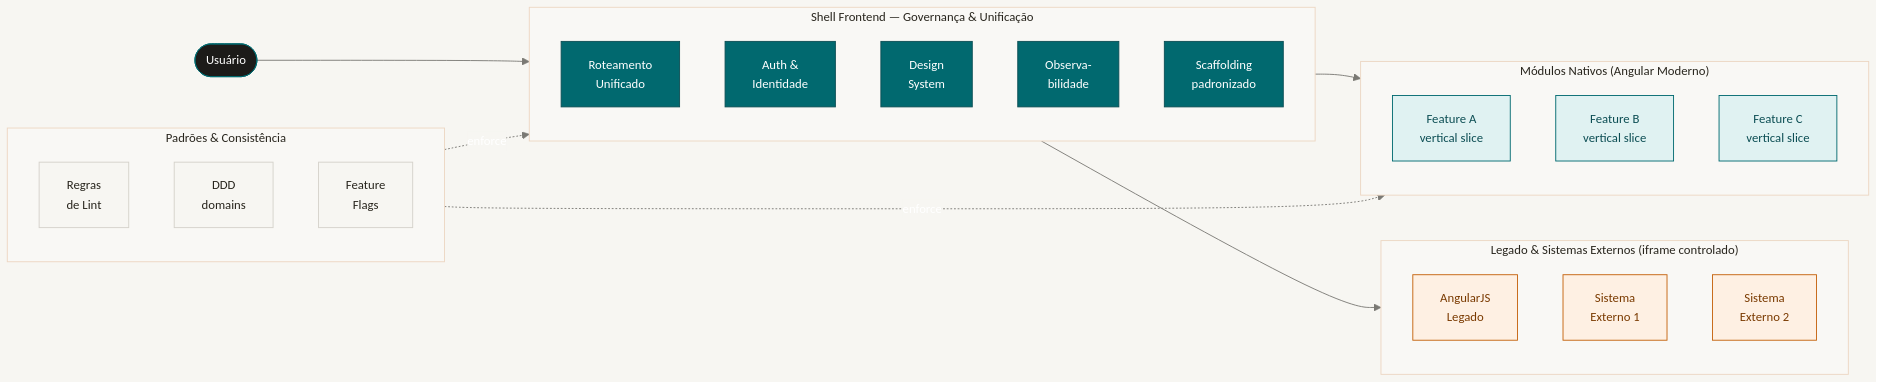 Shell Frontend — Governança & Unificação
Usuário
Roteamento
Unificado
Auth &
Identidade
Design
System
Observa-
bilidade
Scaffolding
padronizado
Módulos Nativos (Angular Moderno)
Feature A
vertical slice
Feature B
vertical slice
Feature C
vertical slice
Padrões & Consistência
enforce
Regras
de Lint
DDD
domains
Feature
Flags
enforce
Legado & Sistemas Externos (iframe controlado)
AngularJS
Legado
Sistema
Externo 1
Sistema
Externo 2